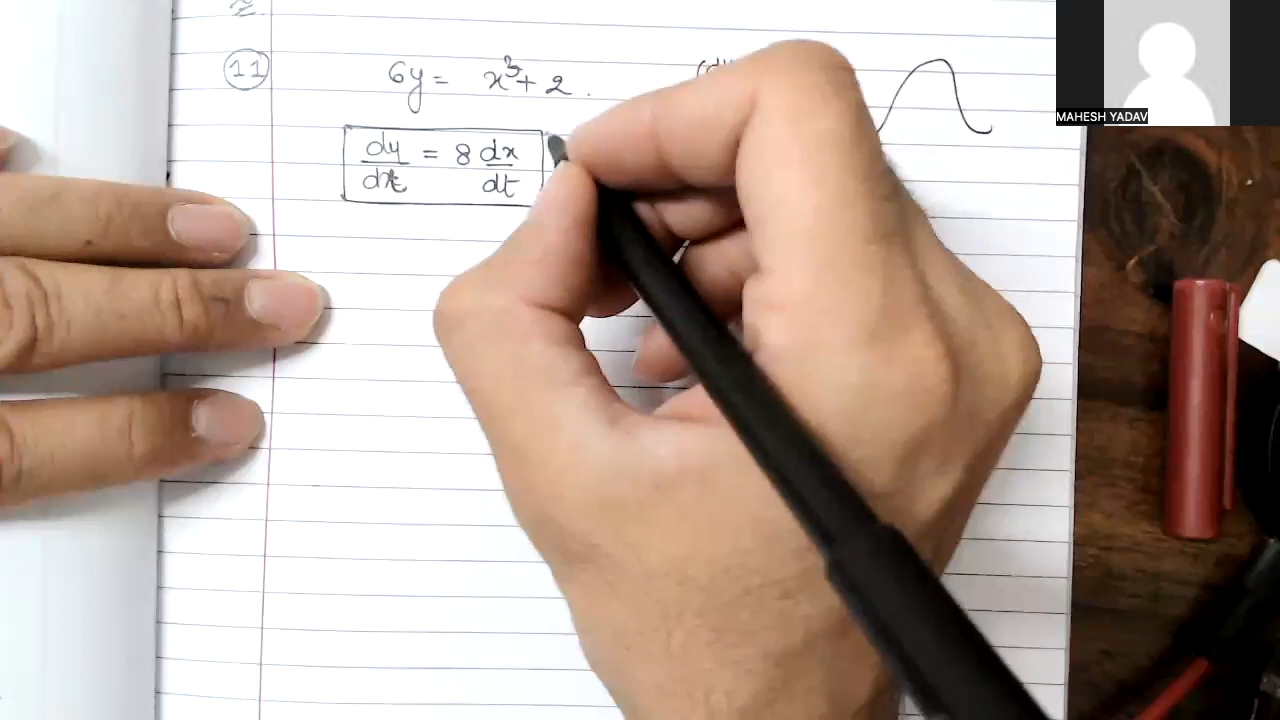 11 6y = x³ + 2.
dy/dt = 8 dx/dt
MAHESH YADAV